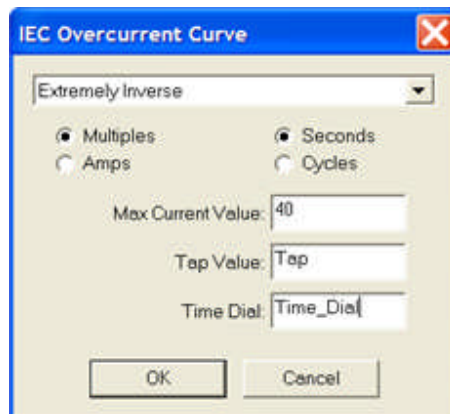 IEC Overcurrent Curve
Extremely Inverse
Multiples Seconds
Amps Cycles
Max Current Value: 40
Tap Value: Tap
Time Dial: Time_Dial
OK Cancel